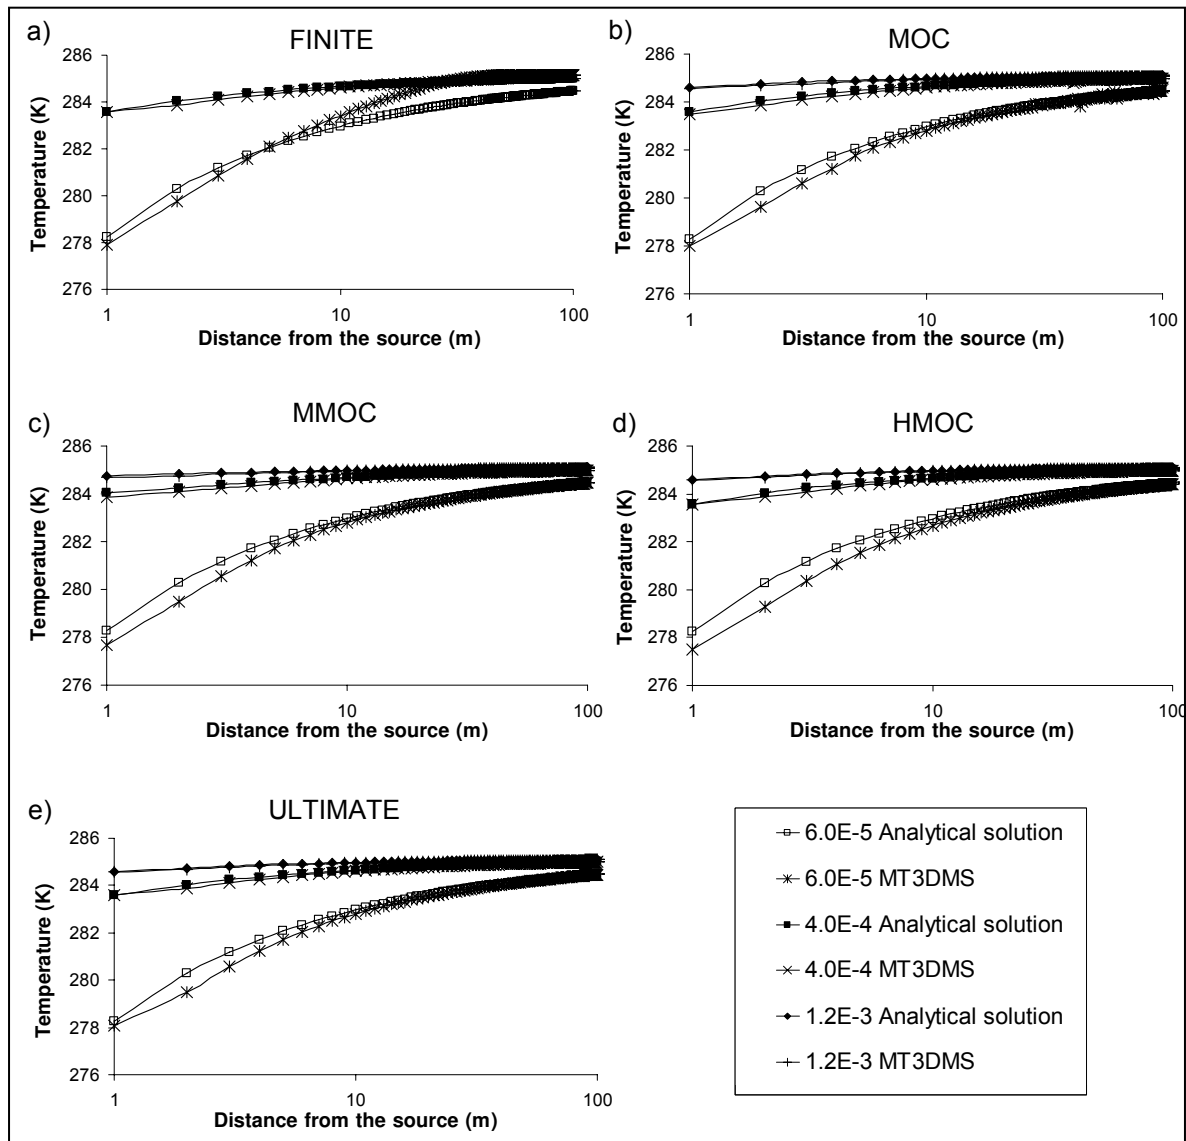 a)
FINITE
286
284
282
280
278
276
Temperature (K)
1
10
100
Distance from the source (m)
b)
MOC
286
284
282
280
278
276
Temperature (K)
1
10
100
Distance from the source (m)
c)
MMOC
286
284
282
280
278
276
Temperature (K)
1
10
100
Distance from the source (m)
d)
HMOC
286
284
282
280
278
276
Temperature (K)
1
10
100
Distance from the source (m)
e)
ULTIMATE
286
284
282
280
278
276
Temperature (K)
1
10
100
Distance from the source (m)
6.0E-5 Analytical solution
6.0E-5 MT3DMS
4.0E-4 Analytical solution
4.0E-4 MT3DMS
1.2E-3 Analytical solution
1.2E-3 MT3DMS